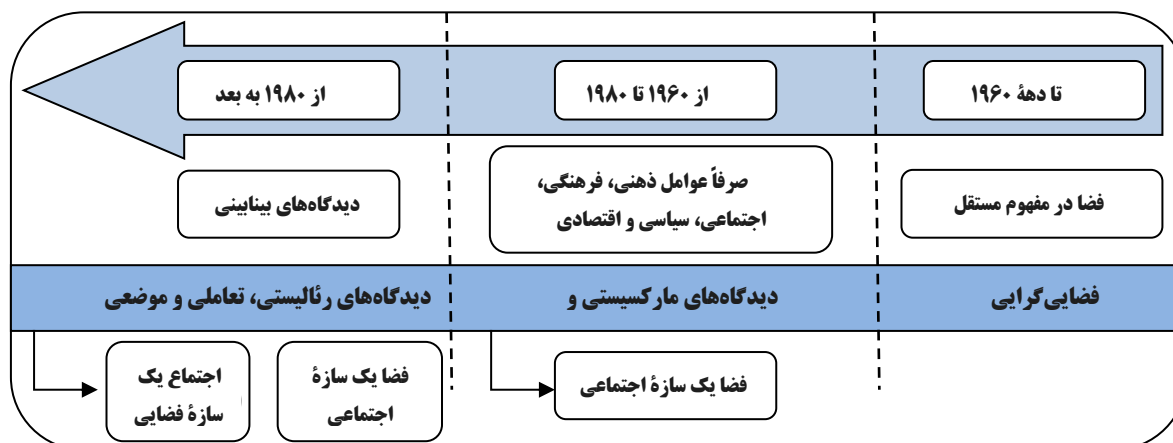 تا دههٔ ۱۹۶۰
از ۱۹۶۰ تا ۱۹۸۰
از ۱۹۸۰ به بعد
فضا در مفهوم مستقل
صرفاً عوامل ذهنی، فرهنگی،
اجتماعی، سیاسی و اقتصادی
دیدگاه‌های بینابینی
فضایی‌گرایی
دیدگاه‌های مارکسیستی و
دیدگاه‌های رئالیستی، تعاملی و موضعی
فضا یک سازهٔ اجتماعی
فضا یک سازهٔ
اجتماعی
اجتماع یک
سازهٔ فضایی